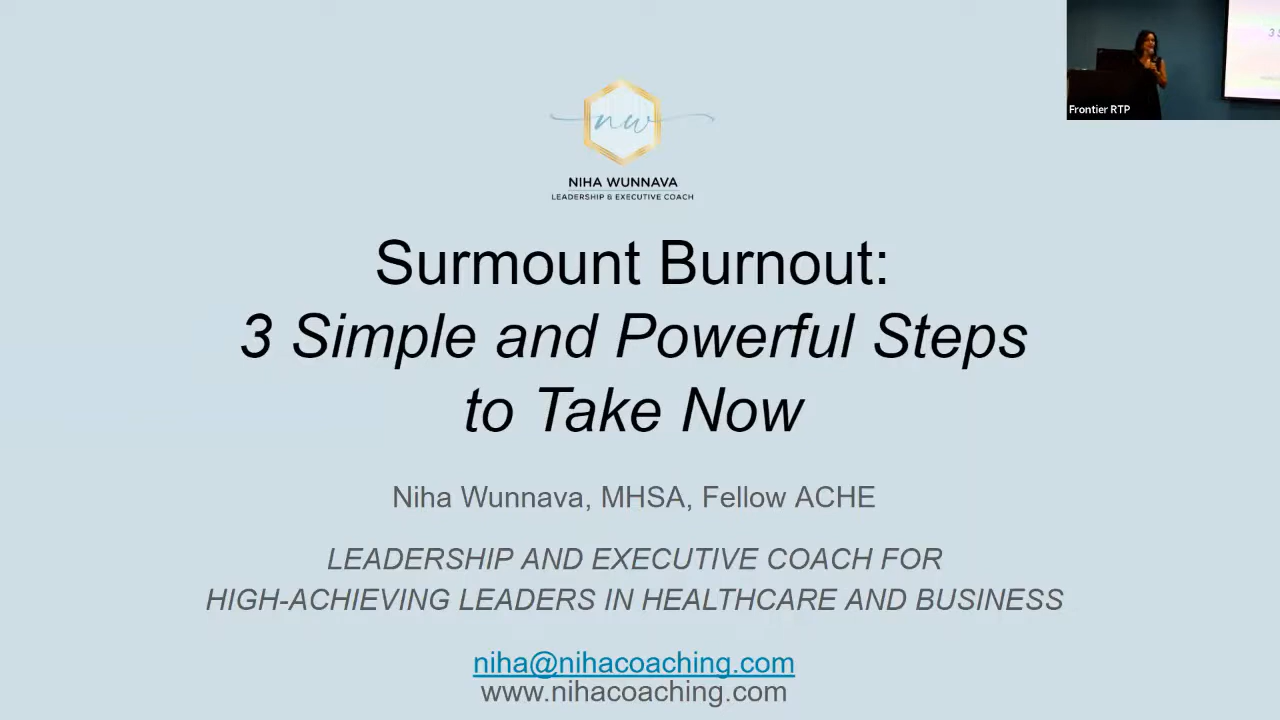 Frontier RTP
nw
NIHA WUNNAVA
LEADERSHIP & EXECUTIVE COACH
Surmount Burnout:
3 Simple and Powerful Steps
to Take Now
Niha Wunnava, MHSA, Fellow ACHE
LEADERSHIP AND EXECUTIVE COACH FOR
HIGH-ACHIEVING LEADERS IN HEALTHCARE AND BUSINESS
niha@nihacoaching.com
www.nihacoaching.com